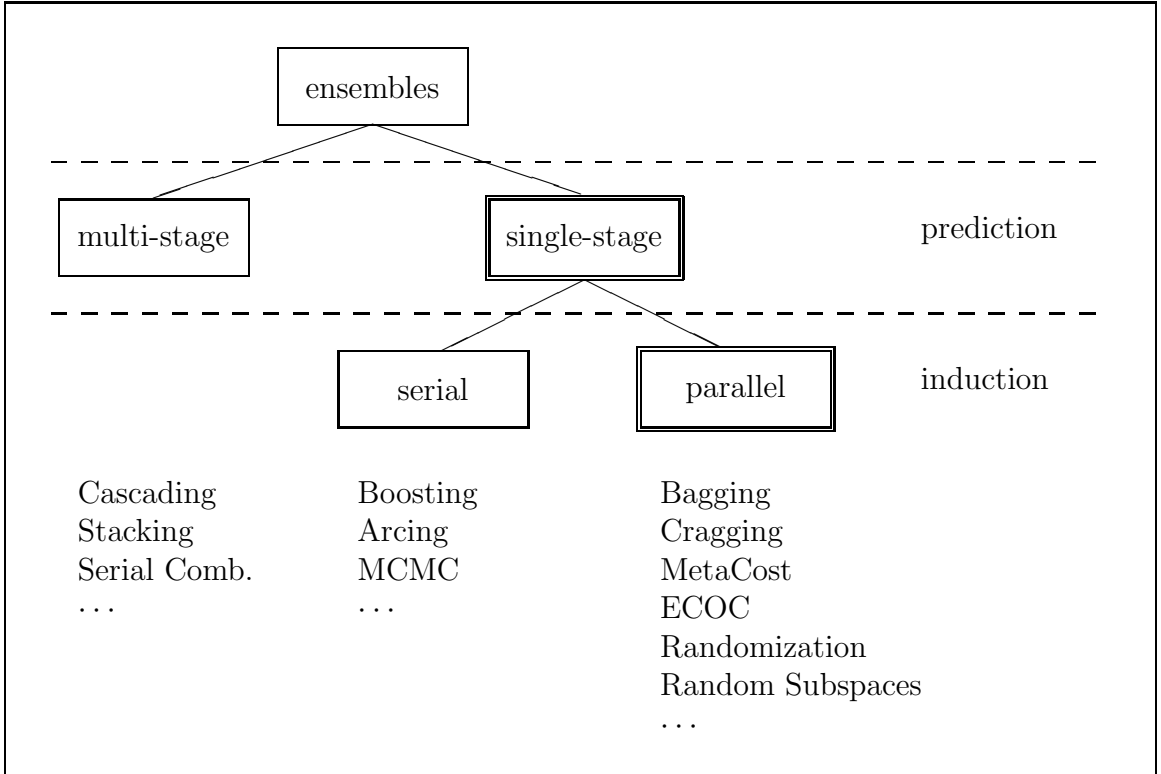 ensembles
multi-stage
single-stage
prediction
serial
parallel
induction
Cascading
Stacking
Serial Comb.
. . .
Boosting
Arcing
MCMC
. . .
Bagging
Cragging
MetaCost
ECOC
Randomization
Random Subspaces
. . .